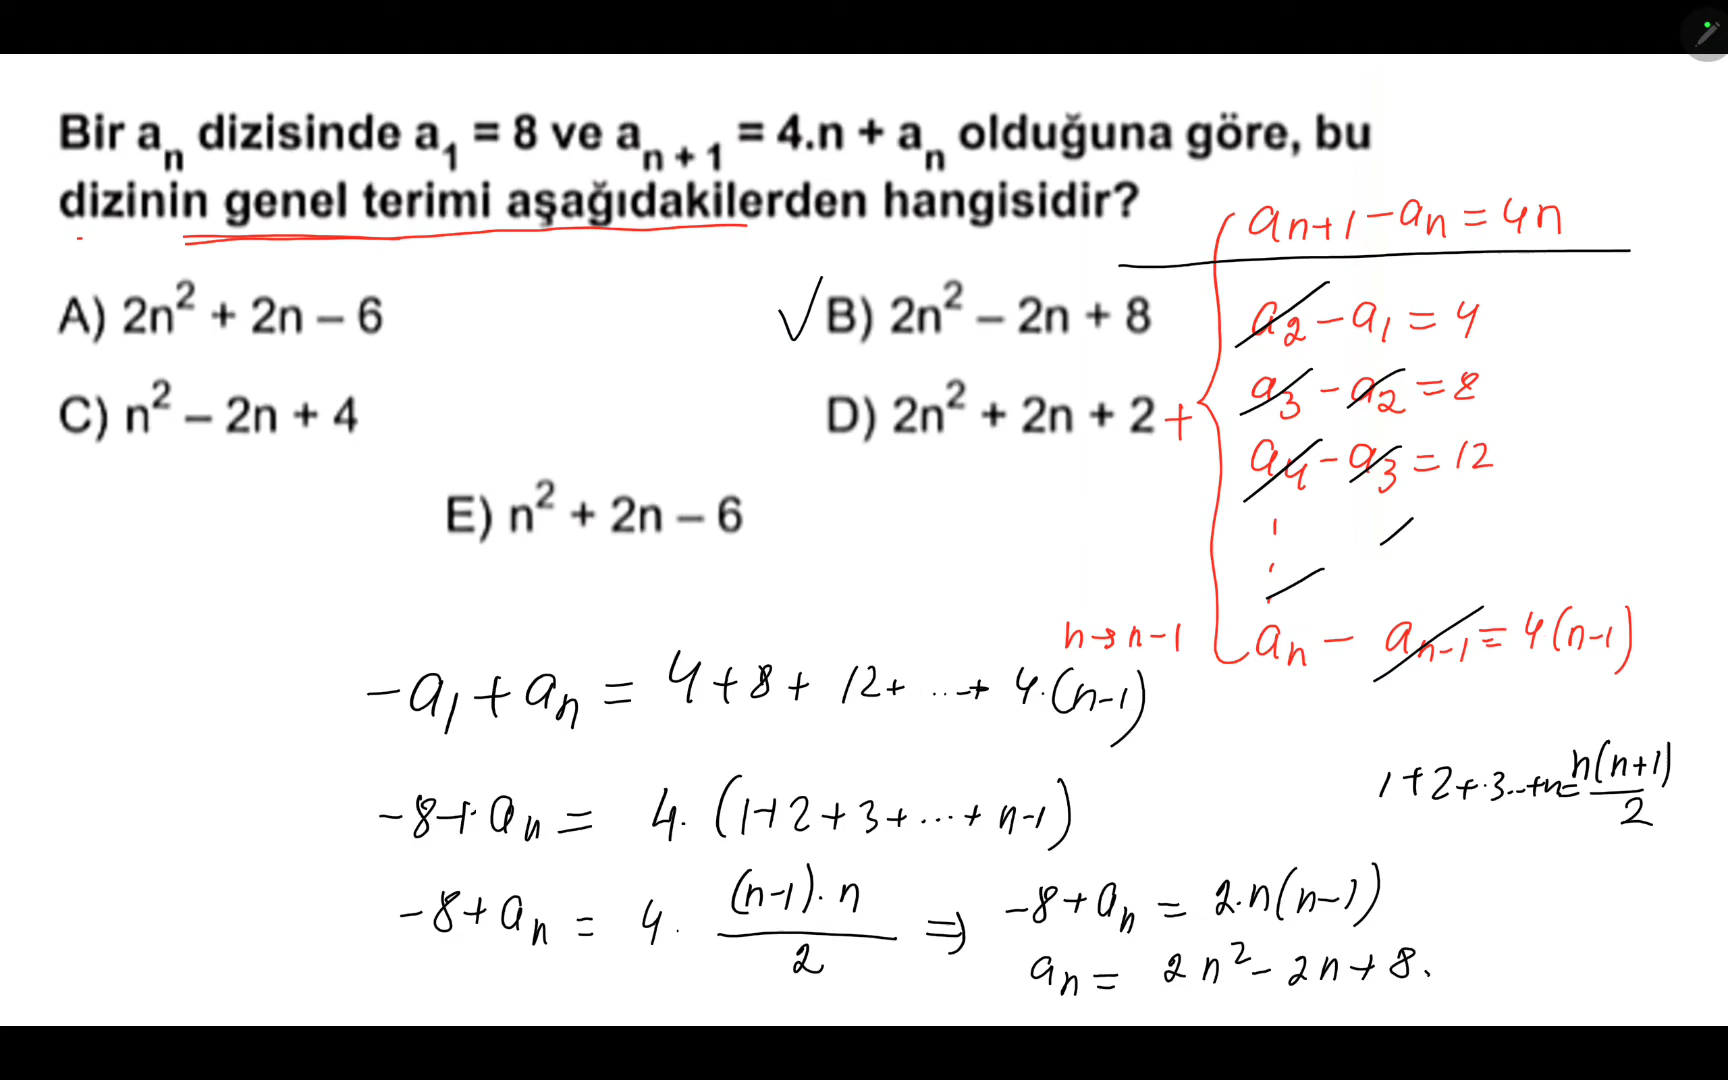 Bir aₙ dizisinde a₁ = 8 ve aₙ₊₁ = 4.n + aₙ olduğuna göre, bu
dizinin genel terimi aşağıdakilerden hangisidir?
A) 2n² + 2n – 6
✓ B) 2n² – 2n + 8
C) n² – 2n + 4
D) 2n² + 2n + 2
E) n² + 2n – 6
aₙ₊₁ – aₙ = 4n
a₂ – a₁ = 4
a₃ – a₂ = 8
+
a₄ – a₃ = 12
n → n–1
aₙ – aₙ₋₁ = 4(n–1)
–a₁ + aₙ = 4 + 8 + 12 + ... + 4.(n–1)
1+2+3...+n = n(n+1)/2
–8 + aₙ = 4. (1+2+3+...+n-1)
–8 + aₙ = 4. (n–1).n/2 ⇒ –8 + aₙ = 2.n(n–1)
aₙ = 2n² – 2n + 8.